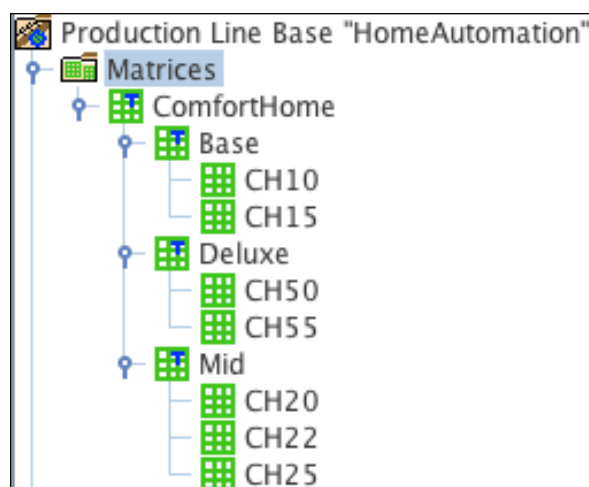 Production Line Base "HomeAutomation"
Matrices
ComfortHome
Base
CH10
CH15
Deluxe
CH50
CH55
Mid
CH20
CH22
CH25